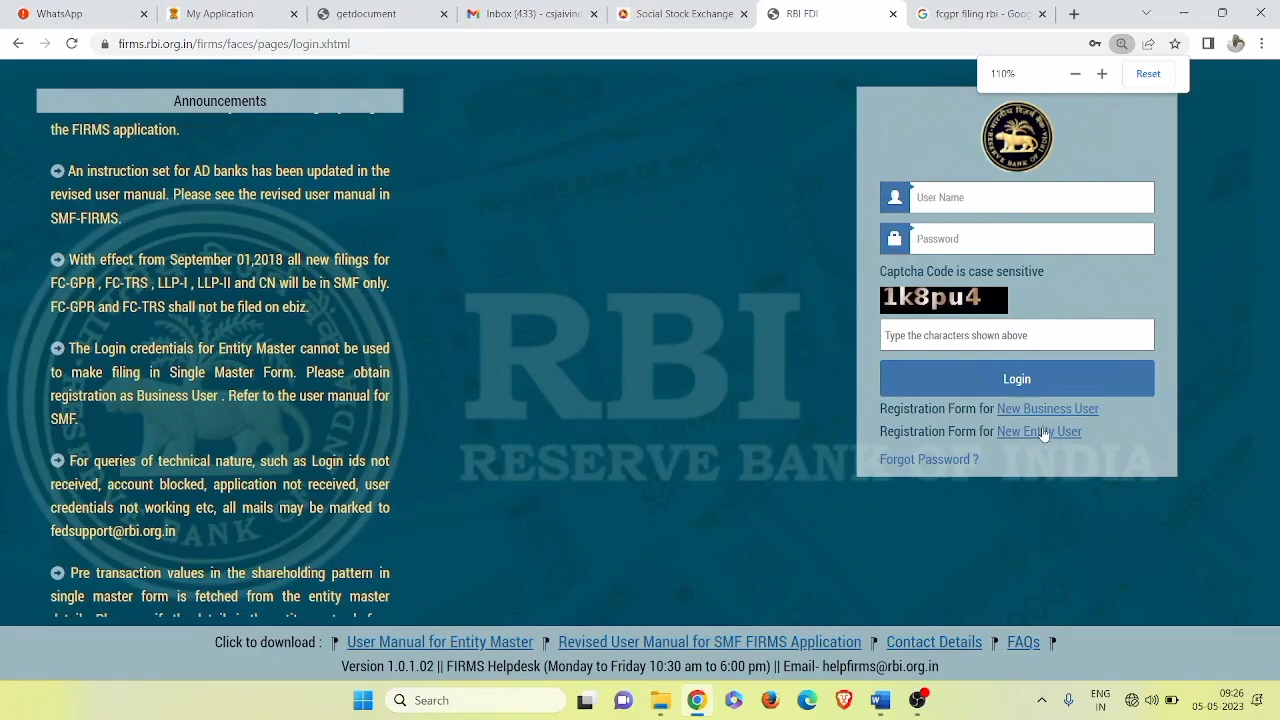 WhatsApp
My Application
getdocument
Inbox (433) - csjaivind
Social Stock Exchange
RBI FDI
fcgpr rbi - Goog
firms.rbi.org.in/firms/faces/pages/login.xhtml
110%
Reset
Announcements
the FIRMS application.
An instruction set for AD banks has been updated in the
revised user manual. Please see the revised user manual in
SMF-FIRMS.
With effect from September 01,2018 all new filings for
FC-GPR , FC-TRS , LLP-I , LLP-II and CN will be in SMF only.
FC-GPR and FC-TRS shall not be filed on ebiz.
The Login credentials for Entity Master cannot be used
to make filing in Single Master Form. Please obtain
registration as Business User . Refer to the user manual for
SMF.
For queries of technical nature, such as Login ids not
received, account blocked, application not received, user
credentials not working etc, all mails may be marked to
fedsupport@rbi.org.in
Pre transaction values in the shareholding pattern in
single master form is fetched from the entity master
RBI
RESERVE BANK OF INDIA
RESERVE BANK OF INDIA
User Name
Password
Captcha Code is case sensitive
1k8pu4
Type the characters shown above
Login
Registration Form for New Business User
Registration Form for New Entity User
Forgot Password ?
Click to download : User Manual for Entity Master Revised User Manual for SMF FIRMS Application Contact Details FAQs
Version 1.0.1.02 || FIRMS Helpdesk (Monday to Friday 10:30 am to 6:00 pm) || Email- helpfirms@rbi.org.in
Search
ENG
IN
09:26
05-05-2023